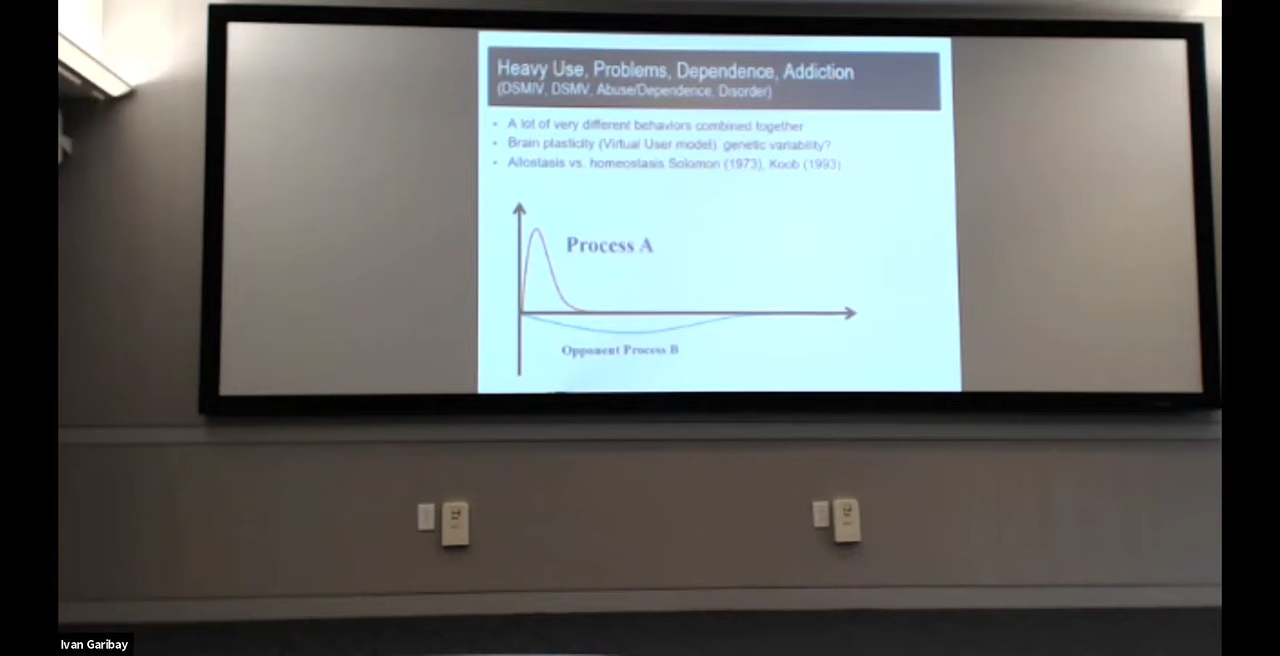 Heavy Use, Problems, Dependence, Addiction
(DSMIV, DSMV, Abuse/Dependence, Disorder)
• A lot of very different behaviors combined together
• Brain plasticity (Virtual User model) genetic variability?
• Allostasis vs. homeostasis Solomon (1973), Koob (1993)
Process A
Opponent Process B
Ivan Garibay